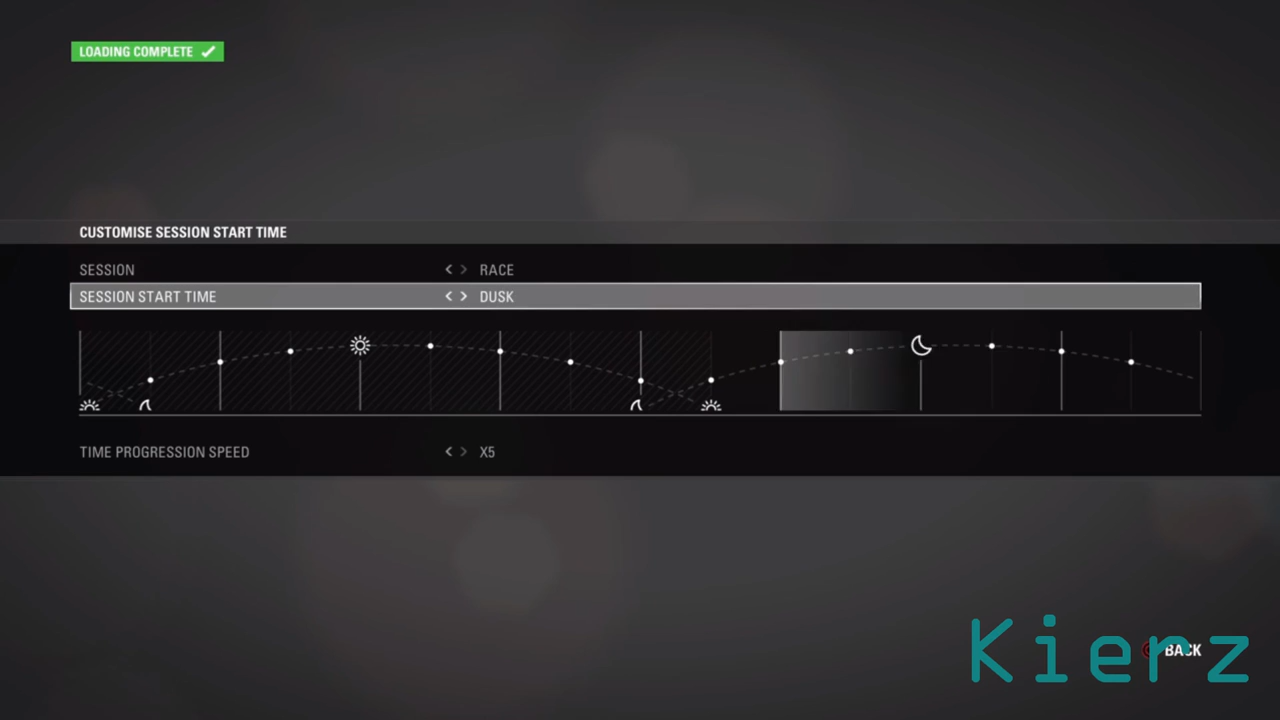 LOADING COMPLETE
CUSTOMISE SESSION START TIME
SESSION < > RACE
SESSION START TIME < > DUSK
TIME PROGRESSION SPEED < > X5
BACK
Kierz